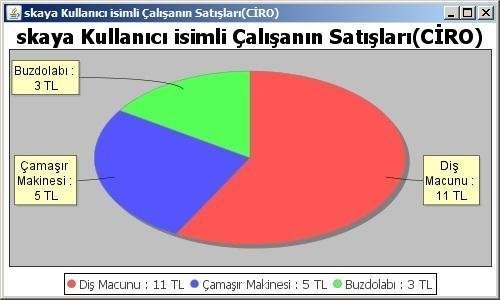 skaya Kullanıcı isimli Çalışanın Satışları(CİRO)
skaya Kullanıcı isimli Çalışanın Satışları(CİRO)
Buzdolabı :
3 TL
Çamaşır
Makinesi :
5 TL
Diş
Macunu :
11 TL
Diş Macunu : 11 TL Çamaşır Makinesi : 5 TL Buzdolabı : 3 TL